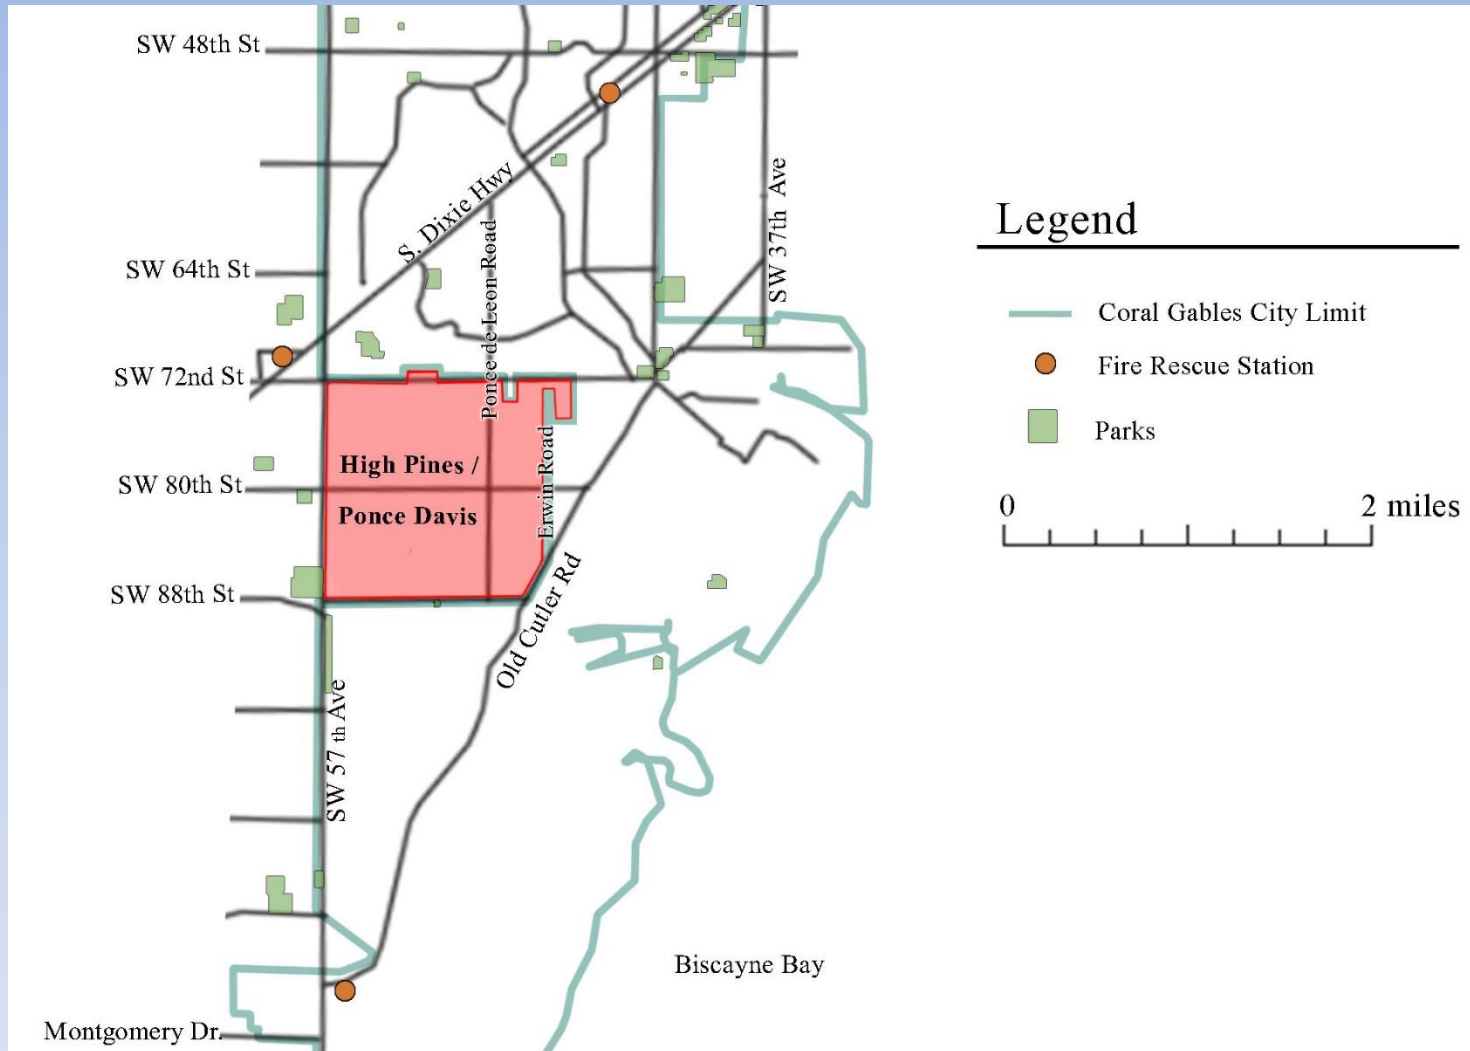 SW 48th St
S. Dixie Hwy
Ponce de Leon Road
SW 37th Ave
SW 64th St
SW 72nd St
High Pines /
Ponce Davis
Erwin Road
SW 80th St
SW 88th St
Old Cutler Rd
SW 57 th Ave
Biscayne Bay
Montgomery Dr.
Legend
Coral Gables City Limit
Fire Rescue Station
Parks
0 2 miles